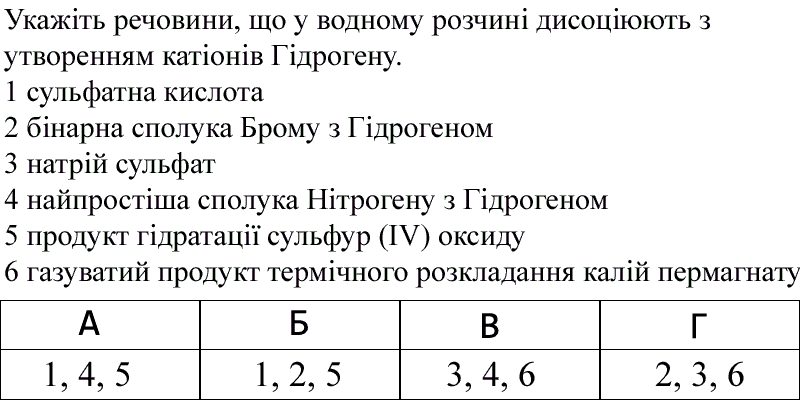 Укажіть речовини, що у водному розчині дисоціюють з
утворенням катіонів Гідрогену.
1 сульфатна кислота
2 бінарна сполука Брому з Гідрогеном
3 натрій сульфат
4 найпростіша сполука Нітрогену з Гідрогеном
5 продукт гідратації сульфур (IV) оксиду
6 газуватий продукт термічного розкладання калій пермагнату
А Б В Г
1, 4, 5 1, 2, 5 3, 4, 6 2, 3, 6